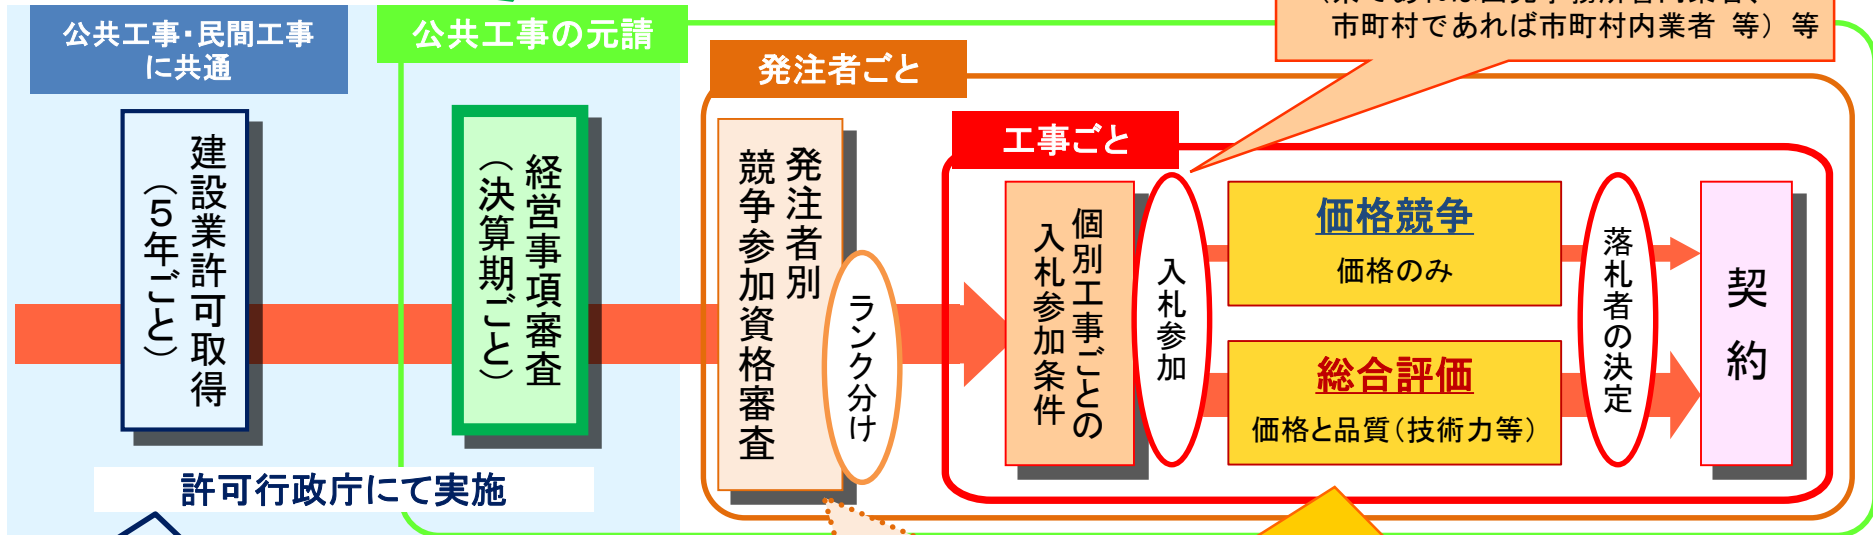 市町村であれば市町村内業者 等）等
公共工事・民間工事
に共通
公共工事の元請
発注者ごと
工事ごと
建設業許可取得
（５年ごと）
経営事項審査
（決算期ごと）
発注者別
競争参加資格審査
ランク分け
個別工事ごとの
入札参加条件
入札参加
価格競争
価格のみ
総合評価
価格と品質（技術力等）
落札者の決定
契約
許可行政庁にて実施